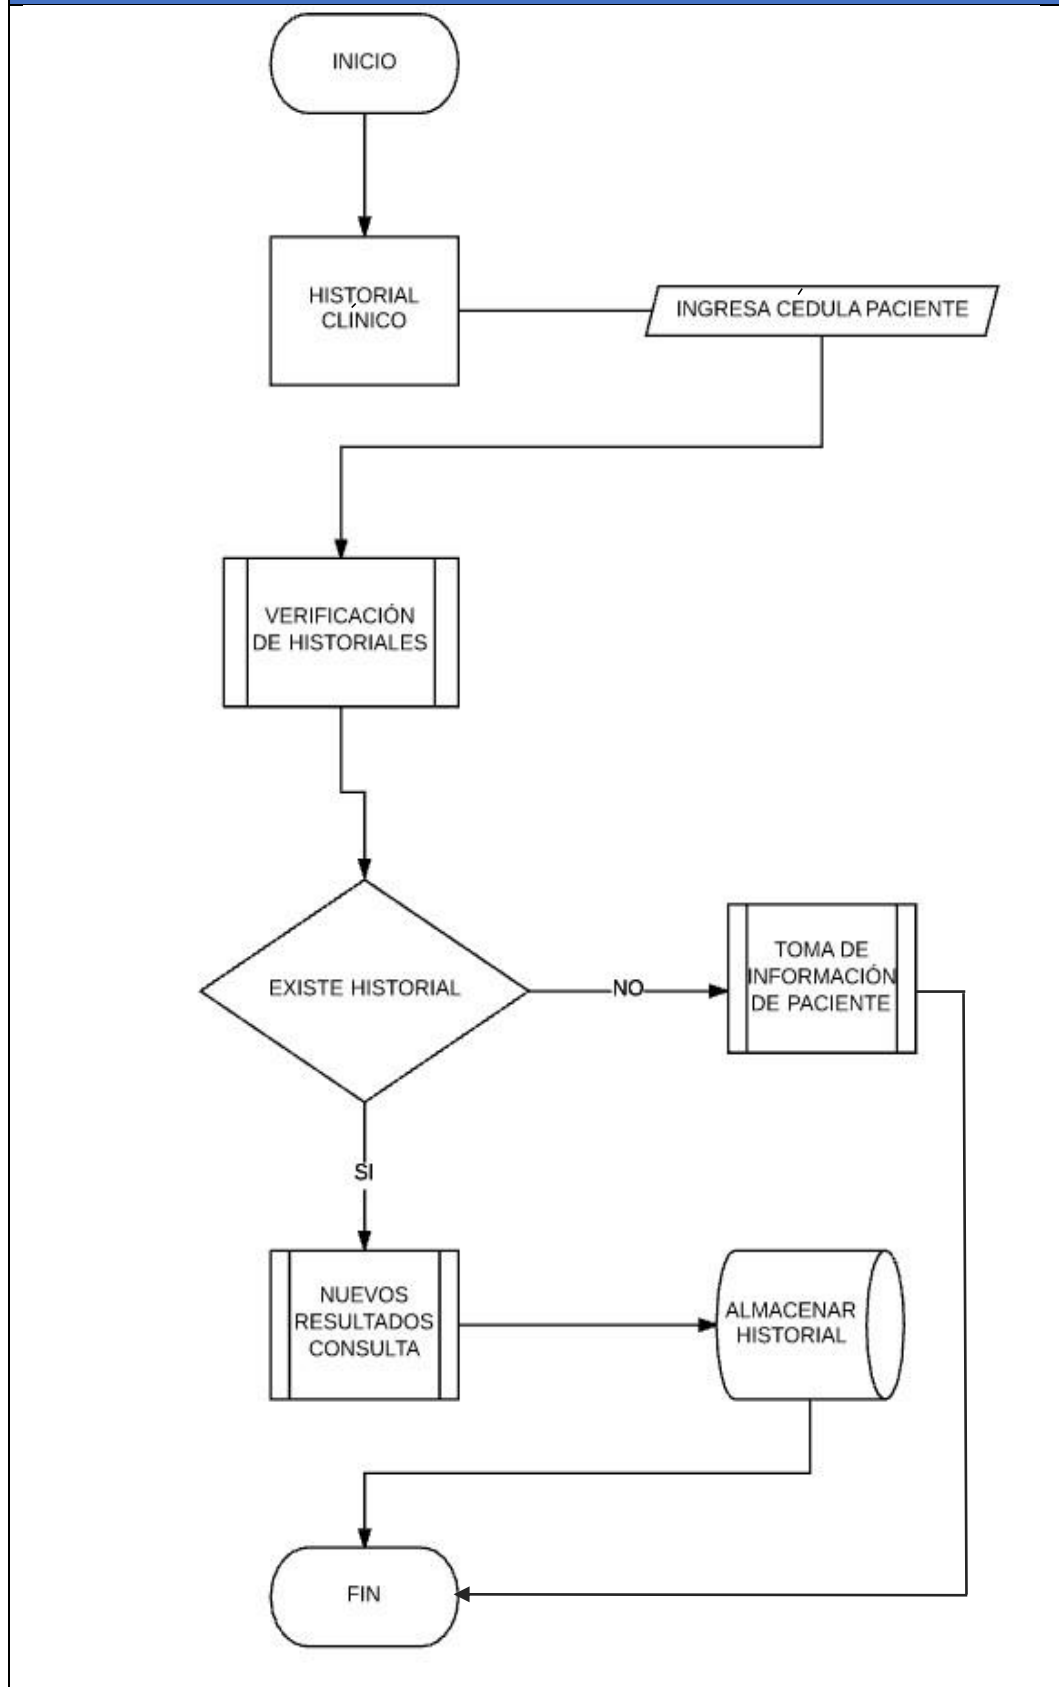 INICIO
HISTORIAL
CLÍNICO
INGRESA CÉDULA PACIENTE
VERIFICACIÓN
DE HISTORIALES
EXISTE HISTORIAL
NO
TOMA DE
INFORMACIÓN
DE PACIENTE
SI
NUEVOS
RESULTADOS
CONSULTA
ALMACENAR
HISTORIAL
FIN